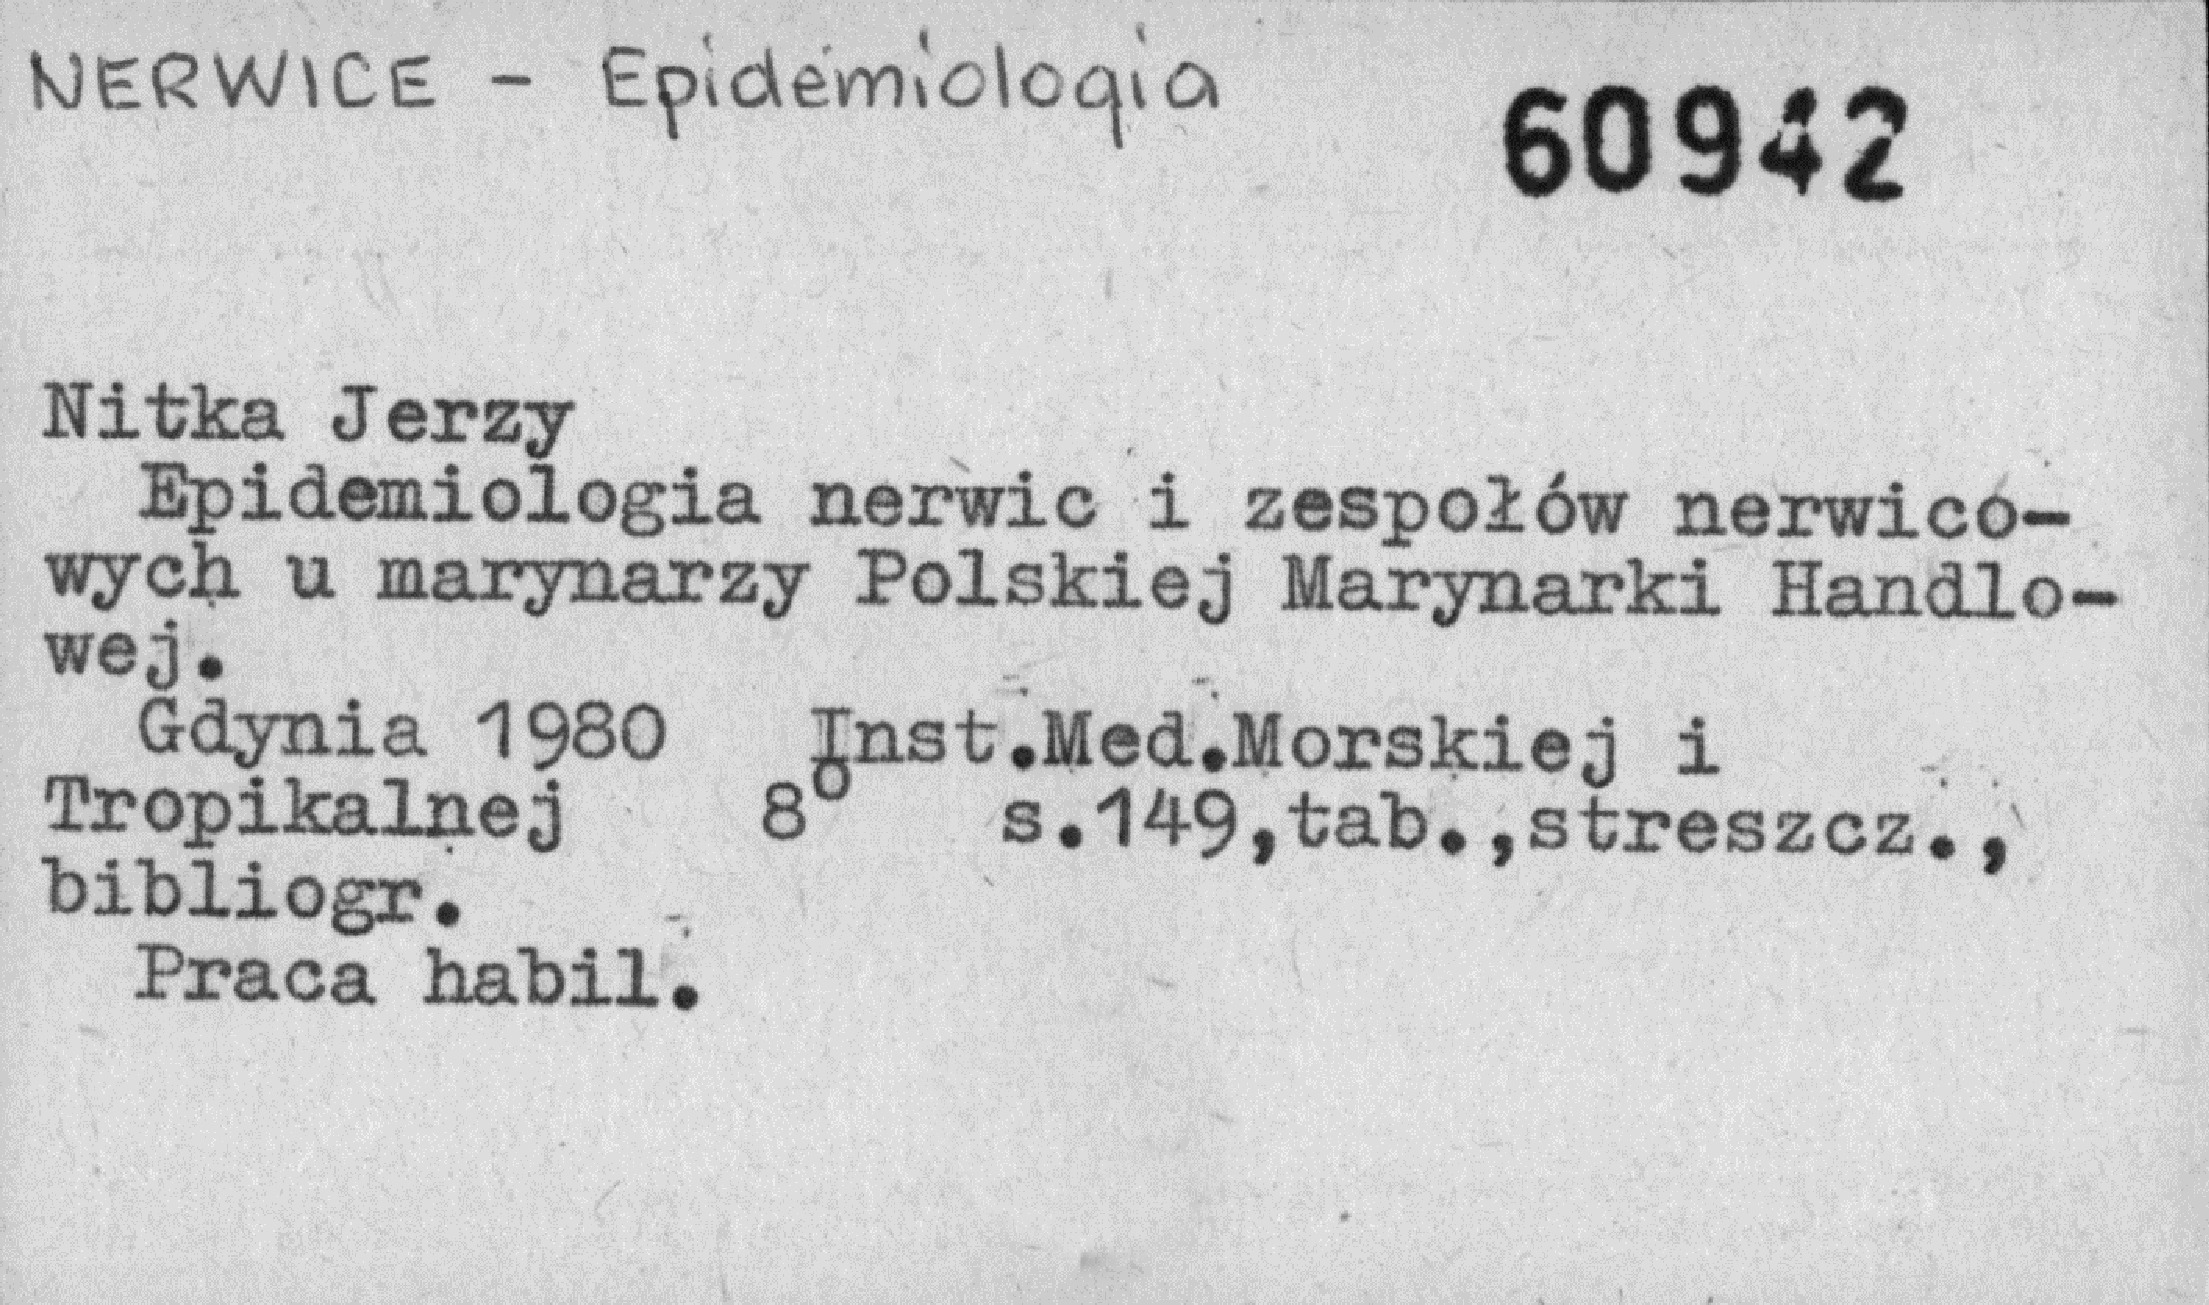 NERWICE - Epidemiologia
60942
Nitka Jerzy
Epidemiologia nerwic i zespołów nerwico-
wych u marynarzy Polskiej Marynarki Handlo-
wej.
Gdynia 1980 Inst.Med.Morskiej i
Tropikalnej 8° s.149,tab.,streszcz.,
bibliogr.
Praca habil.